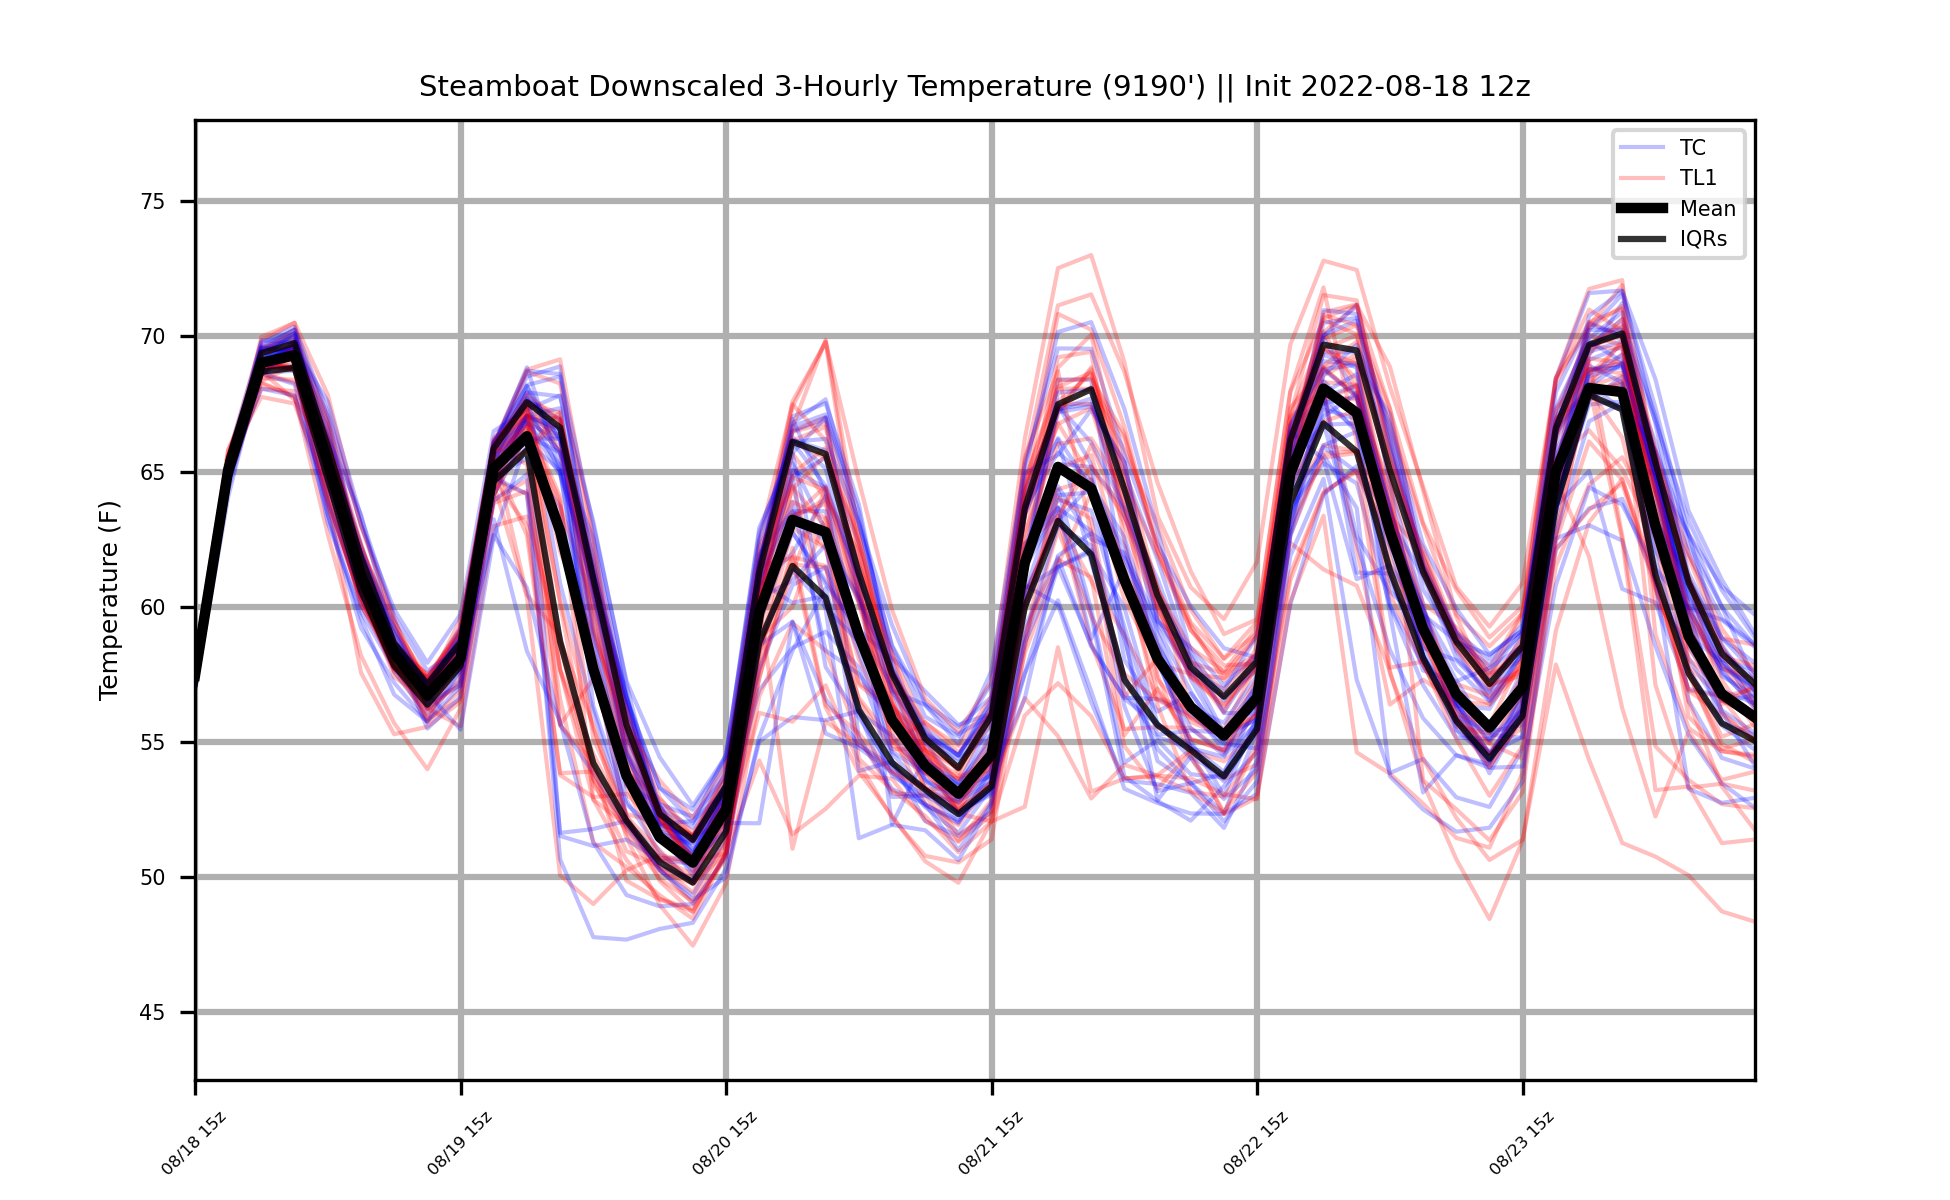 Steamboat Downscaled 3-Hourly Temperature (9190') || Init 2022-08-18 12z
TC
TL1
Mean
IQRs
Temperature (F)
75
70
65
60
55
50
45
08/18 15z
08/19 15z
08/20 15z
08/21 15z
08/22 15z
08/23 15z